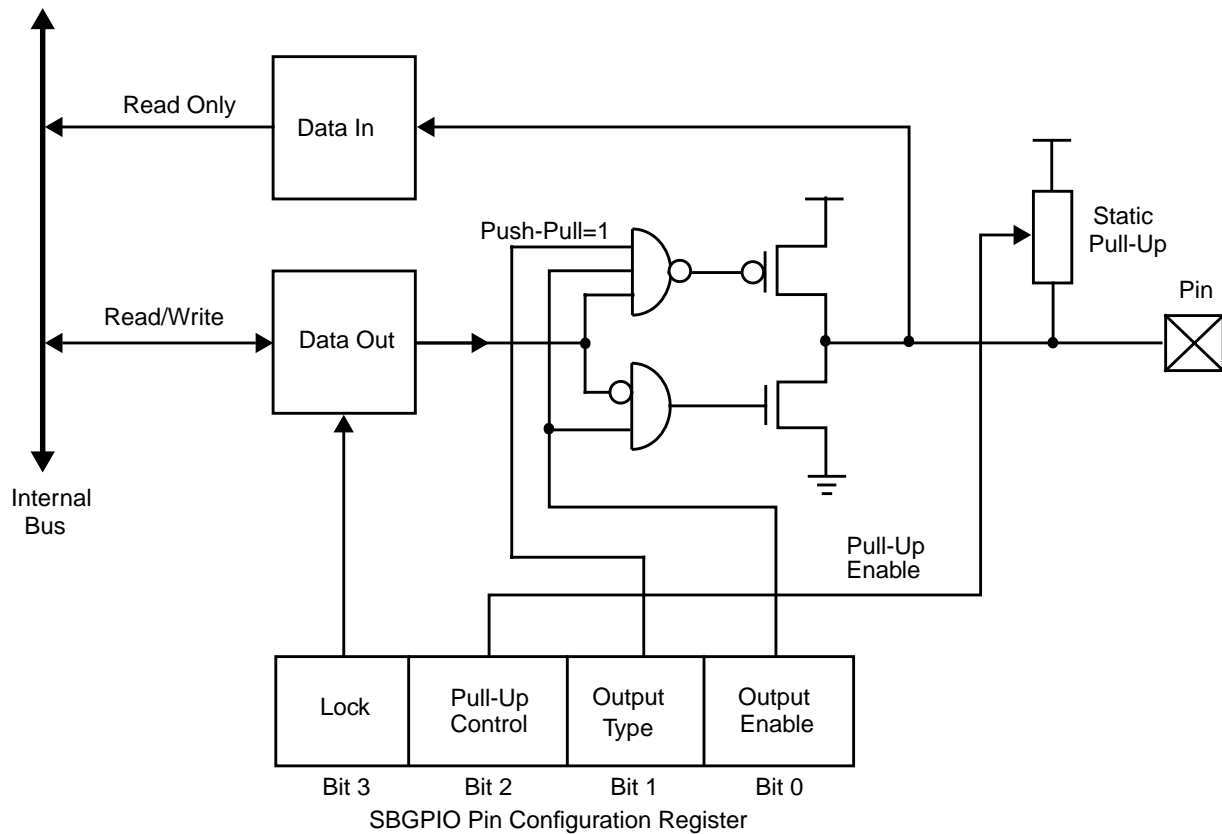 Read Only
Data In
Static
Pull-Up
Push-Pull=1
Pin
Read/Write
Data Out
Internal
Bus
Pull-Up
Enable
Lock
Pull-Up
Control
Output
Type
Output
Enable
Bit 3
Bit 2
Bit 1
Bit 0
SBGPIO Pin Configuration Register